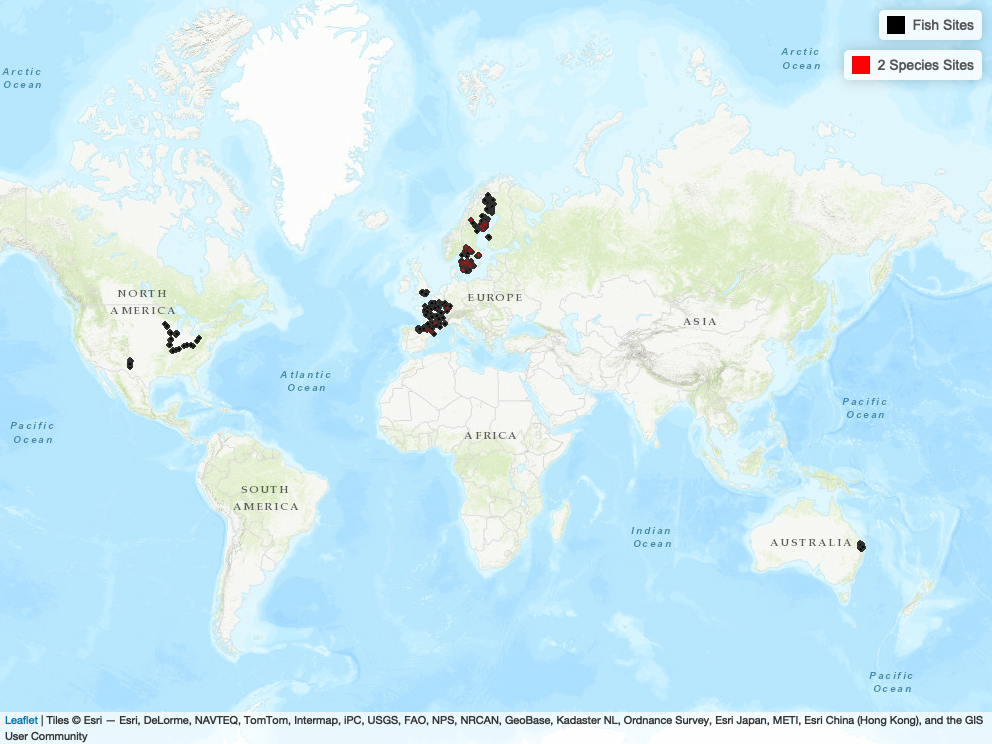 Fish Sites
2 Species Sites
Arctic
Ocean
Arctic
Ocean
NORTH
AMERICA
EUROPE
ASIA
Atlantic
Ocean
Pacific
Ocean
Pacific
Ocean
AFRICA
SOUTH
AMERICA
Indian
Ocean
AUSTRALIA
Pacific
Ocean
Leaflet | Tiles © Esri — Esri, DeLorme, NAVTEQ, TomTom, Intermap, iPC, USGS, FAO, NPS, NRCAN, GeoBase, Kadaster NL, Ordnance Survey, Esri Japan, METI, Esri China (Hong Kong), and the GIS
User Community